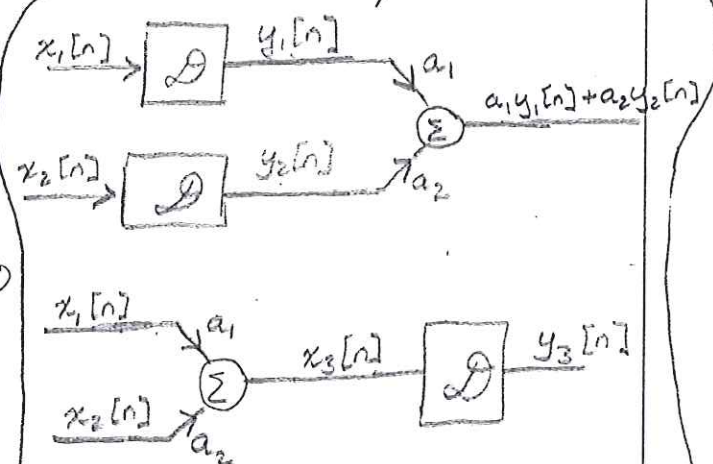 x₁[n] 𝒟 y₁[n] a₁
Σ a₁y₁[n]+a₂y₂[n]
x₂[n] 𝒟 y₂[n] a₂
x₁[n] a₁
Σ x₃[n] 𝒟 y₃[n]
x₂[n] a₂